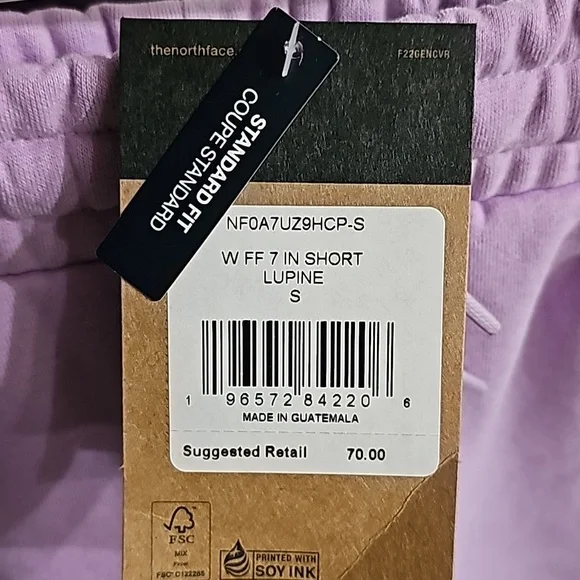 thenorthface.
F22GENCVR
STANDARD FIT
COUPE STANDARD
NF0A7UZ9HCP-S
W FF 7 IN SHORT
LUPINE
S
1 96572 84220 6
MADE IN GUATEMALA
Suggested Retail 70.00
FSC
MIX
From
PRINTED WITH
SOY INK